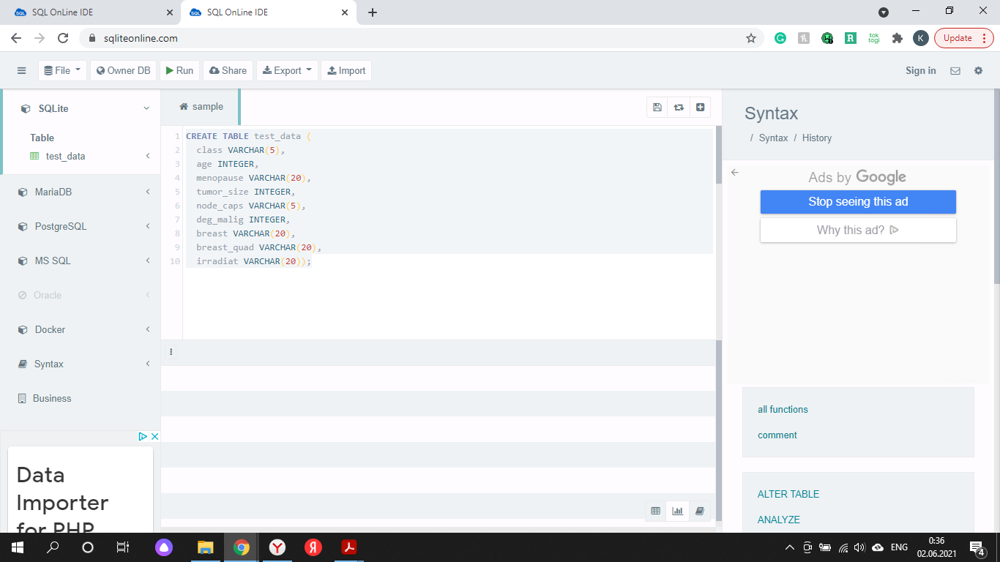 SQL OnLine IDE
SQL OnLine IDE
sqliteonline.com
K
Update
File
Owner DB
Run
Share
Export
Import
Sign in
SQLite
Table
test_data
MariaDB
PostgreSQL
MS SQL
Oracle
Docker
Syntax
Business
Data
Importer
for PHP
sample
1 CREATE TABLE test_data (
2 class VARCHAR(5),
3 age INTEGER,
4 menopause VARCHAR(20),
5 tumor_size INTEGER,
6 node_caps VARCHAR(5),
7 deg_malig INTEGER,
8 breast VARCHAR(20),
9 breast_quad VARCHAR(20),
10 irradiat VARCHAR(20));
Syntax
/ Syntax / History
Ads by Google
Stop seeing this ad
Why this ad?
all functions
comment
ALTER TABLE
ANALYZE
ENG
0:36
02.06.2021
4